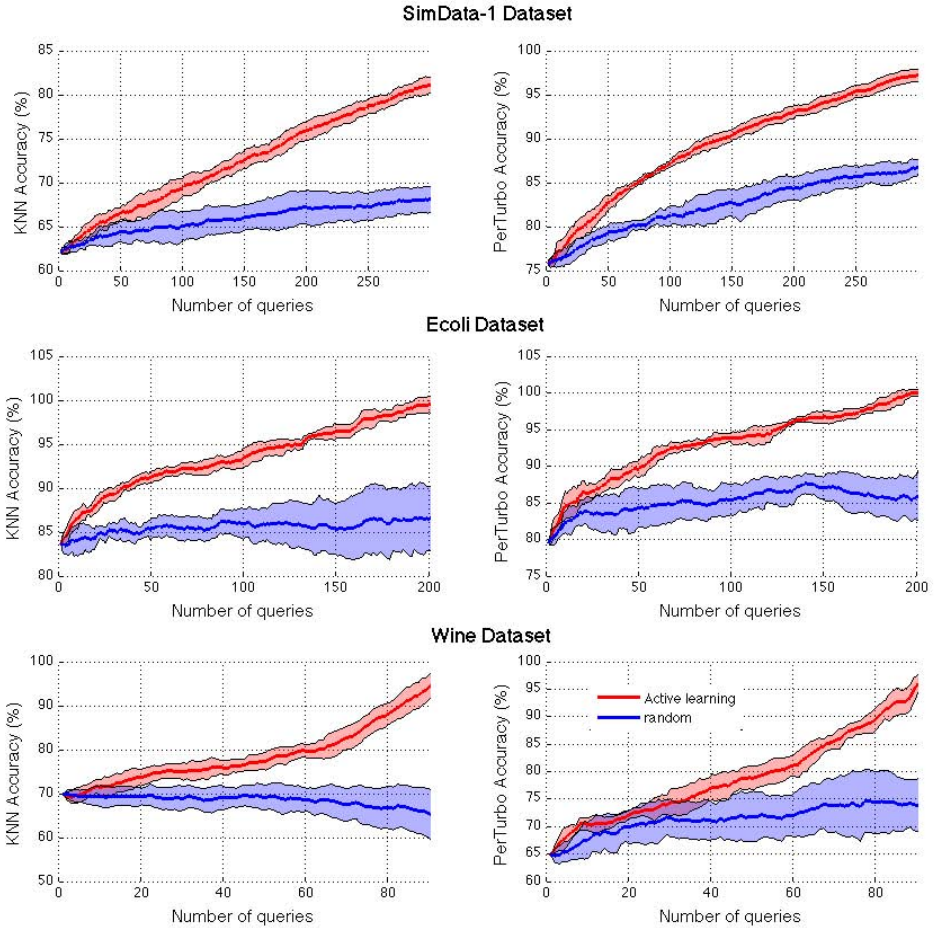 SimData-1 Dataset
KNN Accuracy (%)
85
80
75
70
65
60
0 50 100 150 200 250
Number of queries
PerTurbo Accuracy (%)
100
95
90
85
80
75
0 50 100 150 200 250
Number of queries
Ecoli Dataset
KNN Accuracy (%)
105
100
95
90
85
80
0 50 100 150 200
Number of queries
PerTurbo Accuracy (%)
105
100
95
90
85
80
75
0 50 100 150 200
Number of queries
Wine Dataset
KNN Accuracy (%)
100
90
80
70
60
50
0 20 40 60 80
Number of queries
PerTurbo Accuracy (%)
100
95
90
85
80
75
70
65
60
0 20 40 60 80
Number of queries
Active learning
random